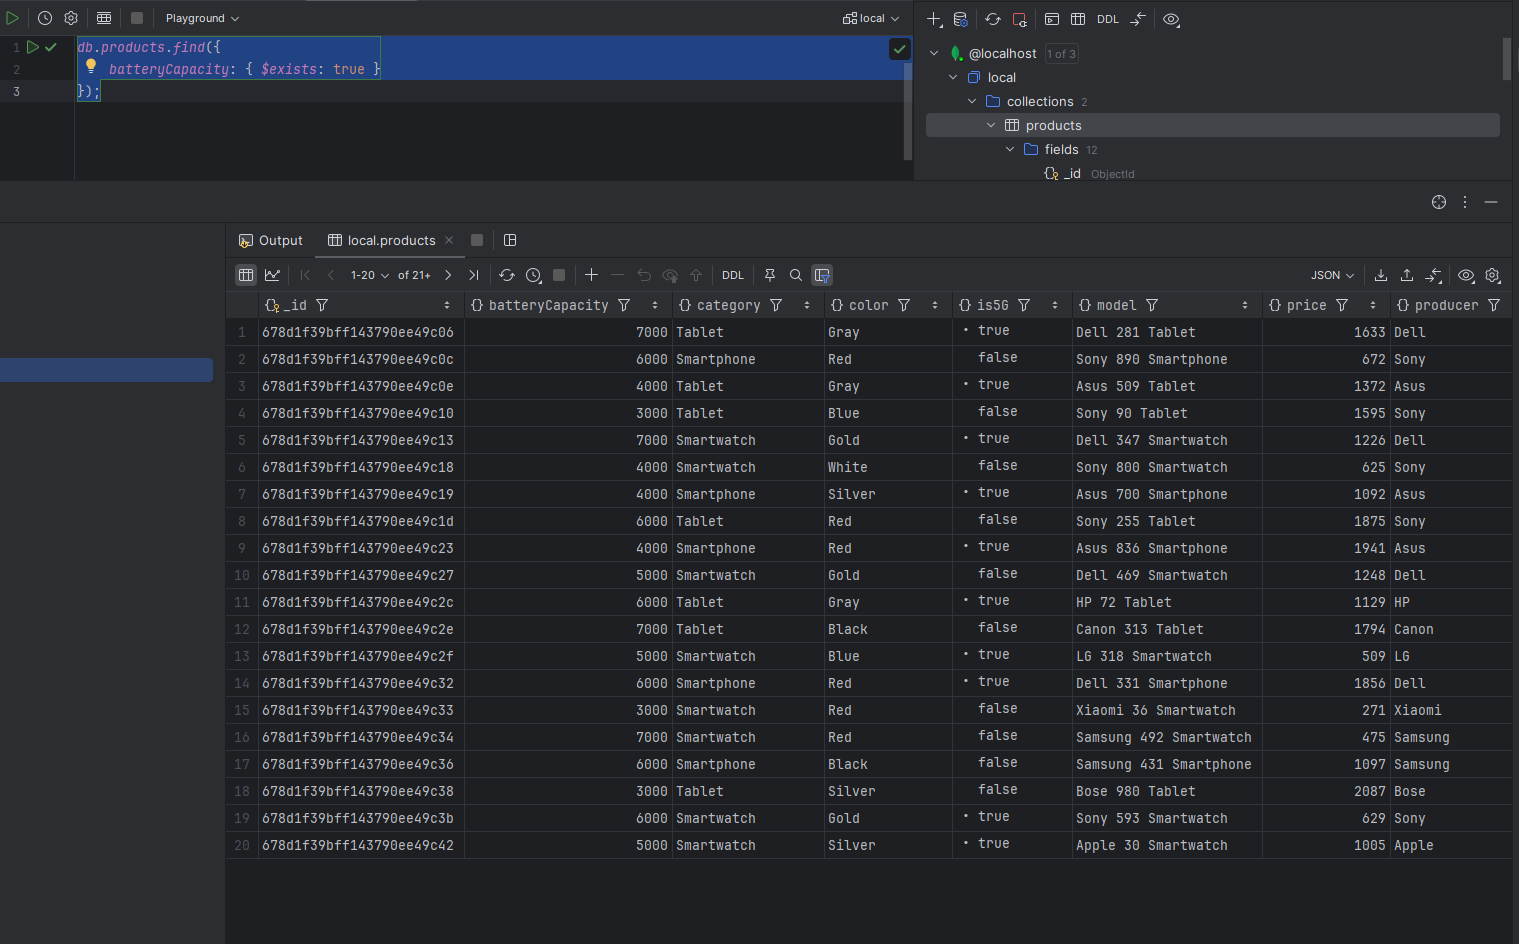 Playground
local
DDL
1 db.products.find({
2 batteryCapacity: { $exists: true }
3 });
@localhost 1 of 3
local
collections 2
products
fields 12
_id ObjectId
Output local.products
1-20 of 21+ DDL JSON
_id batteryCapacity category color is5G model price producer
1 678d1f39bff143790ee49c06 7000 Tablet Gray true Dell 281 Tablet 1633 Dell
2 678d1f39bff143790ee49c0c 6000 Smartphone Red false Sony 890 Smartphone 672 Sony
3 678d1f39bff143790ee49c0e 4000 Tablet Gray true Asus 509 Tablet 1372 Asus
4 678d1f39bff143790ee49c10 3000 Tablet Blue false Sony 90 Tablet 1595 Sony
5 678d1f39bff143790ee49c13 7000 Smartwatch Gold true Dell 347 Smartwatch 1226 Dell
6 678d1f39bff143790ee49c18 4000 Smartwatch White false Sony 800 Smartwatch 625 Sony
7 678d1f39bff143790ee49c19 4000 Smartphone Silver true Asus 700 Smartphone 1092 Asus
8 678d1f39bff143790ee49c1d 6000 Tablet Red false Sony 255 Tablet 1875 Sony
9 678d1f39bff143790ee49c23 4000 Smartphone Red true Asus 836 Smartphone 1941 Asus
10 678d1f39bff143790ee49c27 5000 Smartwatch Gold false Dell 469 Smartwatch 1248 Dell
11 678d1f39bff143790ee49c2c 6000 Tablet Gray true HP 72 Tablet 1129 HP
12 678d1f39bff143790ee49c2e 7000 Tablet Black false Canon 313 Tablet 1794 Canon
13 678d1f39bff143790ee49c2f 5000 Smartwatch Blue true LG 318 Smartwatch 509 LG
14 678d1f39bff143790ee49c32 6000 Smartphone Red true Dell 331 Smartphone 1856 Dell
15 678d1f39bff143790ee49c33 3000 Smartwatch Red false Xiaomi 36 Smartwatch 271 Xiaomi
16 678d1f39bff143790ee49c34 7000 Smartwatch Red false Samsung 492 Smartwatch 475 Samsung
17 678d1f39bff143790ee49c36 6000 Smartphone Black false Samsung 431 Smartphone 1097 Samsung
18 678d1f39bff143790ee49c38 3000 Tablet Silver false Bose 980 Tablet 2087 Bose
19 678d1f39bff143790ee49c3b 6000 Smartwatch Gold true Sony 593 Smartwatch 629 Sony
20 678d1f39bff143790ee49c42 5000 Smartwatch Silver true Apple 30 Smartwatch 1005 Apple